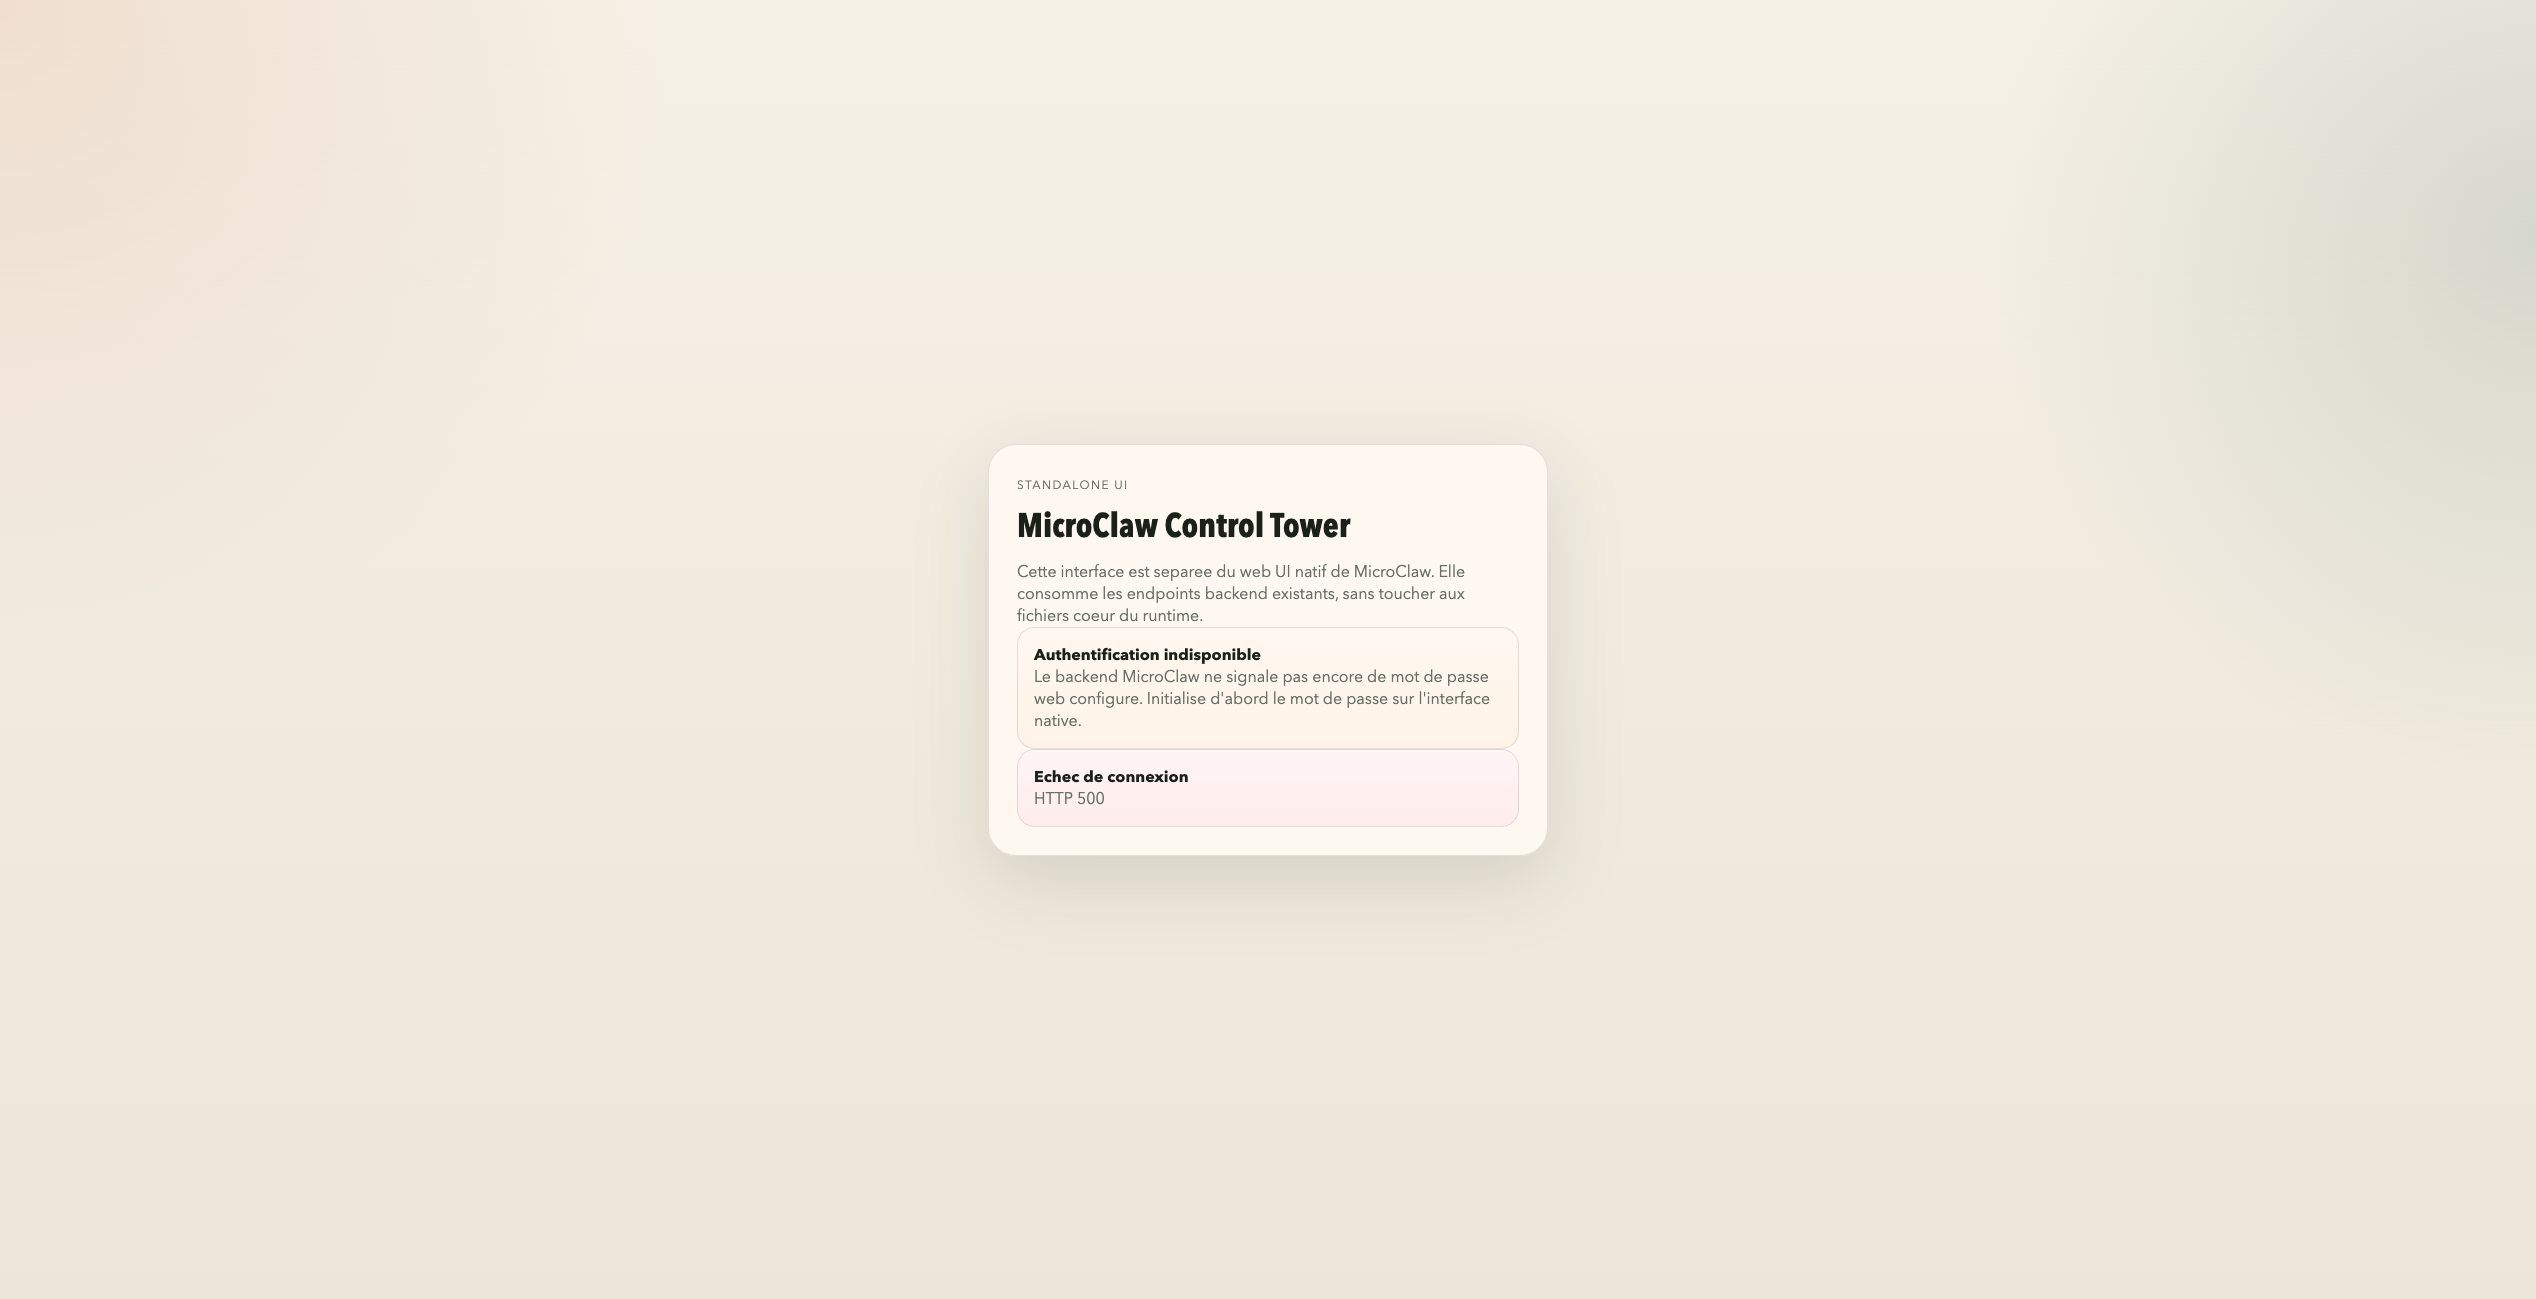 STANDALONE UI
MicroClaw Control Tower
Cette interface est separee du web UI natif de MicroClaw. Elle
consomme les endpoints backend existants, sans toucher aux
fichiers coeur du runtime.
Authentification indisponible
Le backend MicroClaw ne signale pas encore de mot de passe
web configure. Initialise d'abord le mot de passe sur l'interface
native.
Echec de connexion
HTTP 500